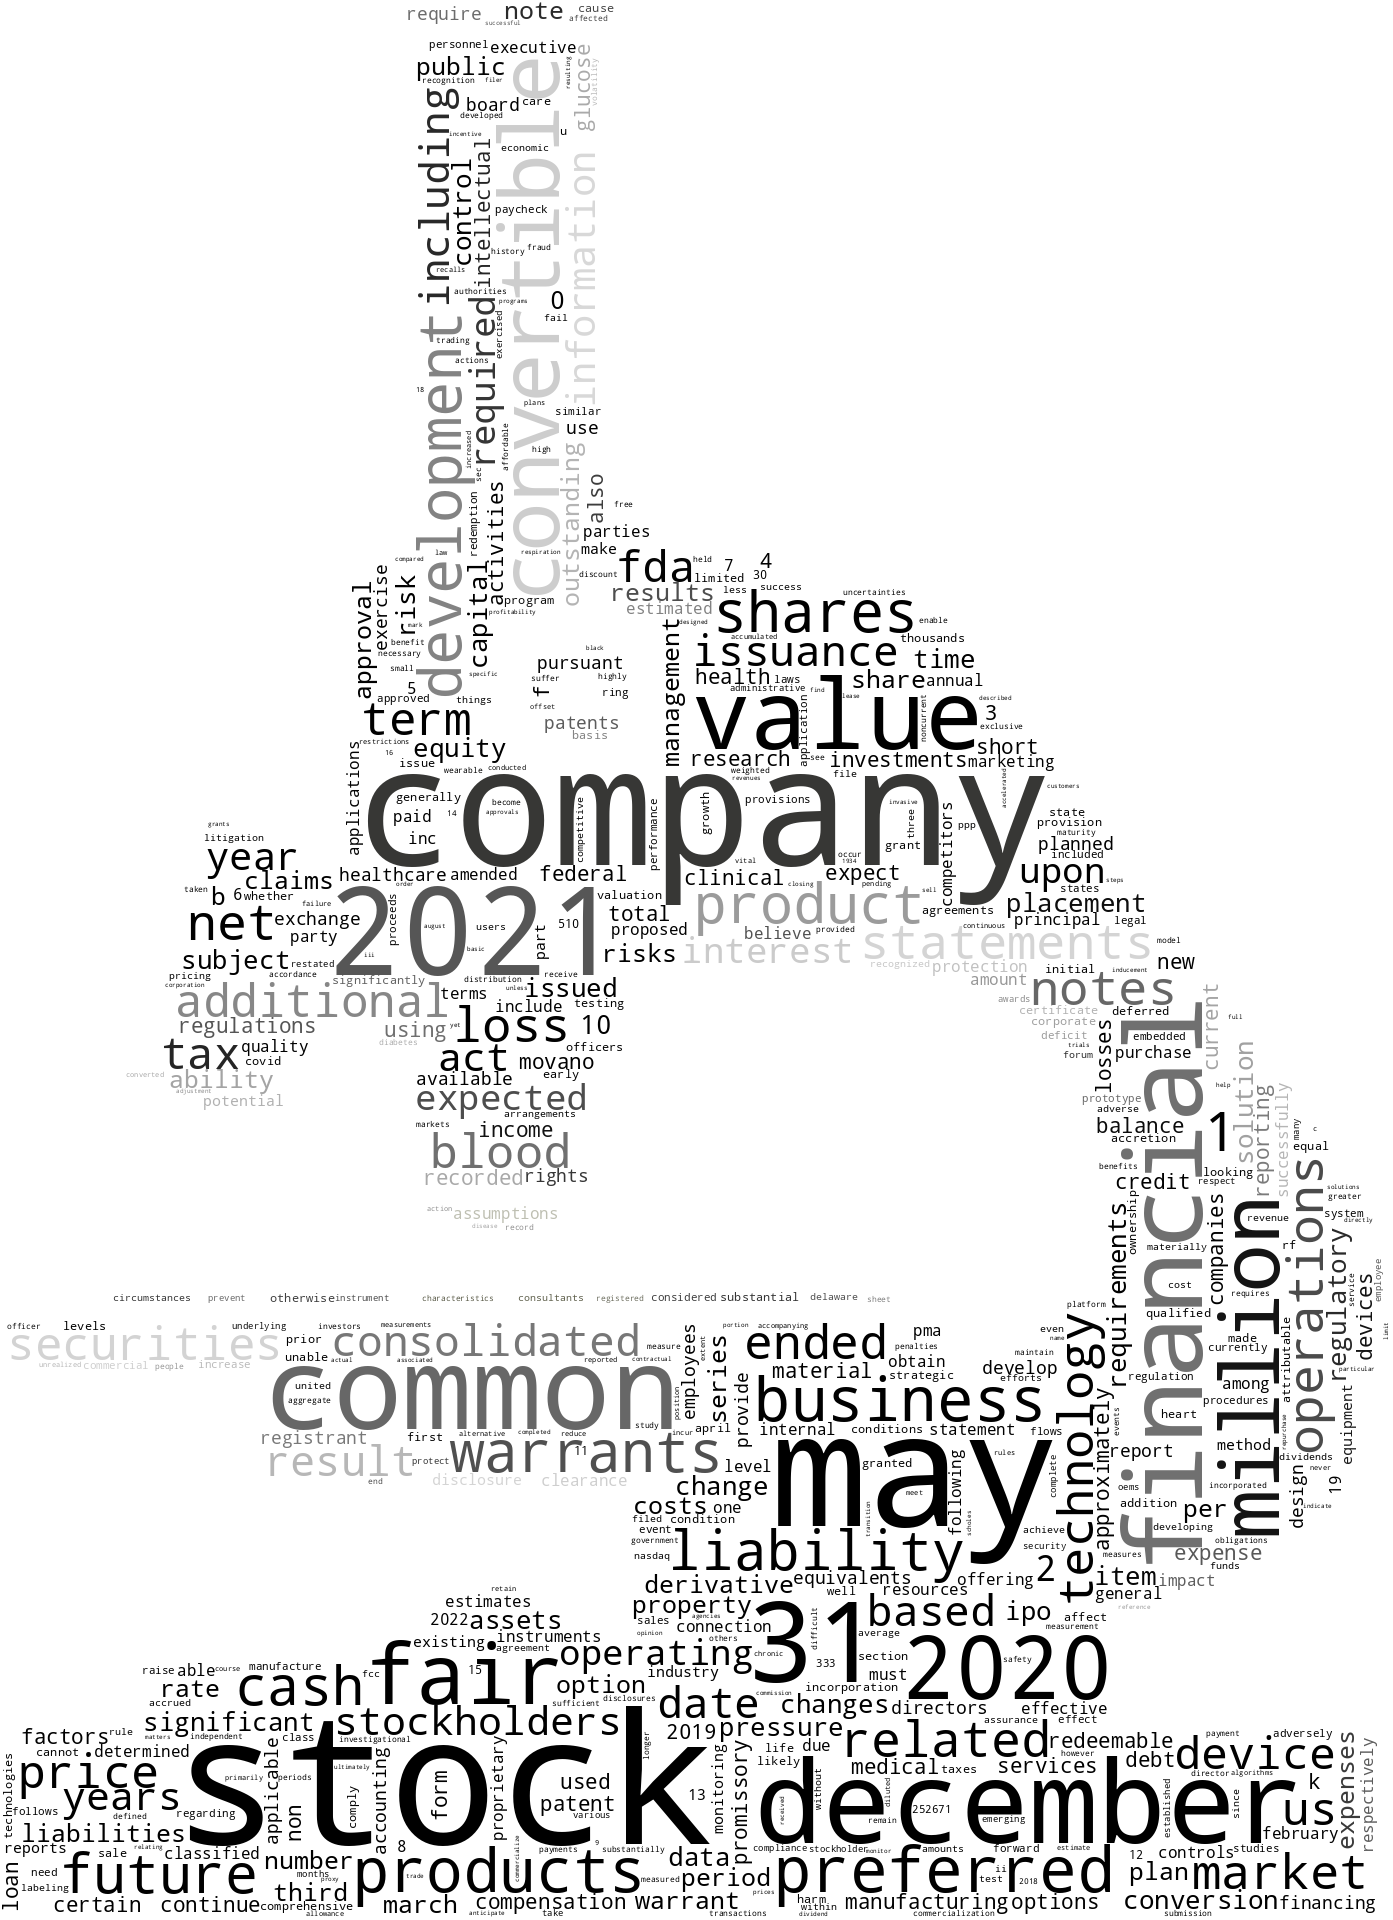 require note cause
successful affected
personnel executive
public
recognition filer
resulting
volatility
glucose
board care
developed
including
convertible
incentive
u
economic
control
intellectual
information
paycheck
history fraud
recalls
authorities
programs
0
fail
required
exercised
development
trading
actions
18
plans
similar
use
increased
sec
affordable
high
outstanding
also
free
redemption
activities
parties
make
law
compared
respiration
discount
fda
held 7 4
limited 30
less success
results
estimated
designed
shares
uncertainties
enable
approval
exercise
risk
capital
program
profitability
mark
benefit
necessary
small
5
approved things
specific
black
pursuant
suffer highly
f
ring
offset
patents
basis
management
accumulated
thousands
issuance time
health laws share annual
administrative find lease
described
value
noncurrent
3
exclusive
term
restrictions
16
equity
issue
wearable conducted
applications
research
application
see
investments
short
marketing
weighted
revenues
file
accelerated
customers
company
generally
become
paid 14 approvals
inc
competitive
performance
growth
provisions
invasive
three
grant
competitors
ppp
state
provision
maturity
planned
included
grants
litigation
year
claims
healthcare amended federal
order
vital
occur
1934
clinical expect
closing pending
upon
states steps
taken
b 6 whether
failure
net exchange
party
2021
proceeds
august
users
basic
iii
part
valuation
510
total
proposed
risks
product
sell
agreements
believe provided
placement
principal legal
continuous
interest statements
recognized protection
model
subject restated
pricing accordance
corporation
significantly
distribution receive
unless
terms issued
include testing
additional
regulations using
yet
diabetes
loss 10
officers
amount
initial
inducement
new
notes
awards
certificate
corporate
deficit
trials
forum
deferred
losses
embedded
purchase
current
full
tax quality
covid
converted ability
adjustment
potential
act movano
available early
expected
arrangements
markets income
blood
recorded rights
action assumptions
disease record
prototype
adverse
balance
accretion
benefits
credit
financial
1
solution
help
reporting
successfully
many
c
equal
looking
respect
circumstances prevent otherwise instrument characteristics consultants registered considered substantial delaware sheet
requirements
ownership
materially
cost
companies
million
revenue
requires
operations
rf
system
solutions
greater
directly
regulatory
service
devices
employee
limit
officer levels underlying investors measurements
securities prior consolidated
unrealized commercial people increase
unable actual associated reported contractual
measure
employees
extent
portion accompanying
ended pma
penalties
obtain
material strategic
series
provide
platform
even
name
maintain
develop
efforts
qualified
made
currently
regulation among
attributable
particular
united
aggregate
common
position
study
registrant first alternative completed reduce incur
11
april
business
internal conditions statement flows
technology
approximately
events
heart
procedures
method
report
repurchase
equipment
dividends
result
protect
warrants
end
disclosure clearance
level
change
may
granted
rules
meet
following
complete
transition
scholes
oems
addition
per
incorporated
design
indicate
19
costs one
filed condition
event
government
nasdaq
achieve
security
developing
obligations
measures
expense
funds
liability
derivative equivalents
well resources offering 2
item impact
general
reference
retain
estimates
2022 assets
property
sales agencies
opinion connection
others
31
difficult
based ipo
affect
measurement
average
existing instruments
agreement
operating
chronic
333
section
must
2020
safety
raise able course manufacture
rate
accrued
cash fcc fair 15
option
industry
sufficient disclosures
date
commission
incorporation
changes directors effective
factors rule
significant
matters independent class
stockholders
investigational
2019 pressure
longer
life due
likely
related
assurance effect
redeemable
however
debt
payment
adversely
device
cannot determined
technologies
price
years
primarily periods
follows defined regarding
liabilities
applicable
non
ultimately
comply
accounting
stock
form
proprietary
used
patent
various
13
monitoring
promissory
medical taxes services
without
received
diluted
remain
252671
december
emerging
established
director algorithms
since
k
us
february
expenses
respectively
reports
loan
need
labeling
sale relating classified
future
number
months
proxy
third
8
trade
products
commercialize
payments 9 substantially
measured
data
period
prices
compliance stockholder amounts forward estimate
monitor
preferred
ii
test 2018
12 controls studies
plan market
certain continue comprehensive
allowance
march
anticipate
compensation
take
warrant
transactions
harm
within
dividend
manufacturing options
commercialization
conversion financing
submission